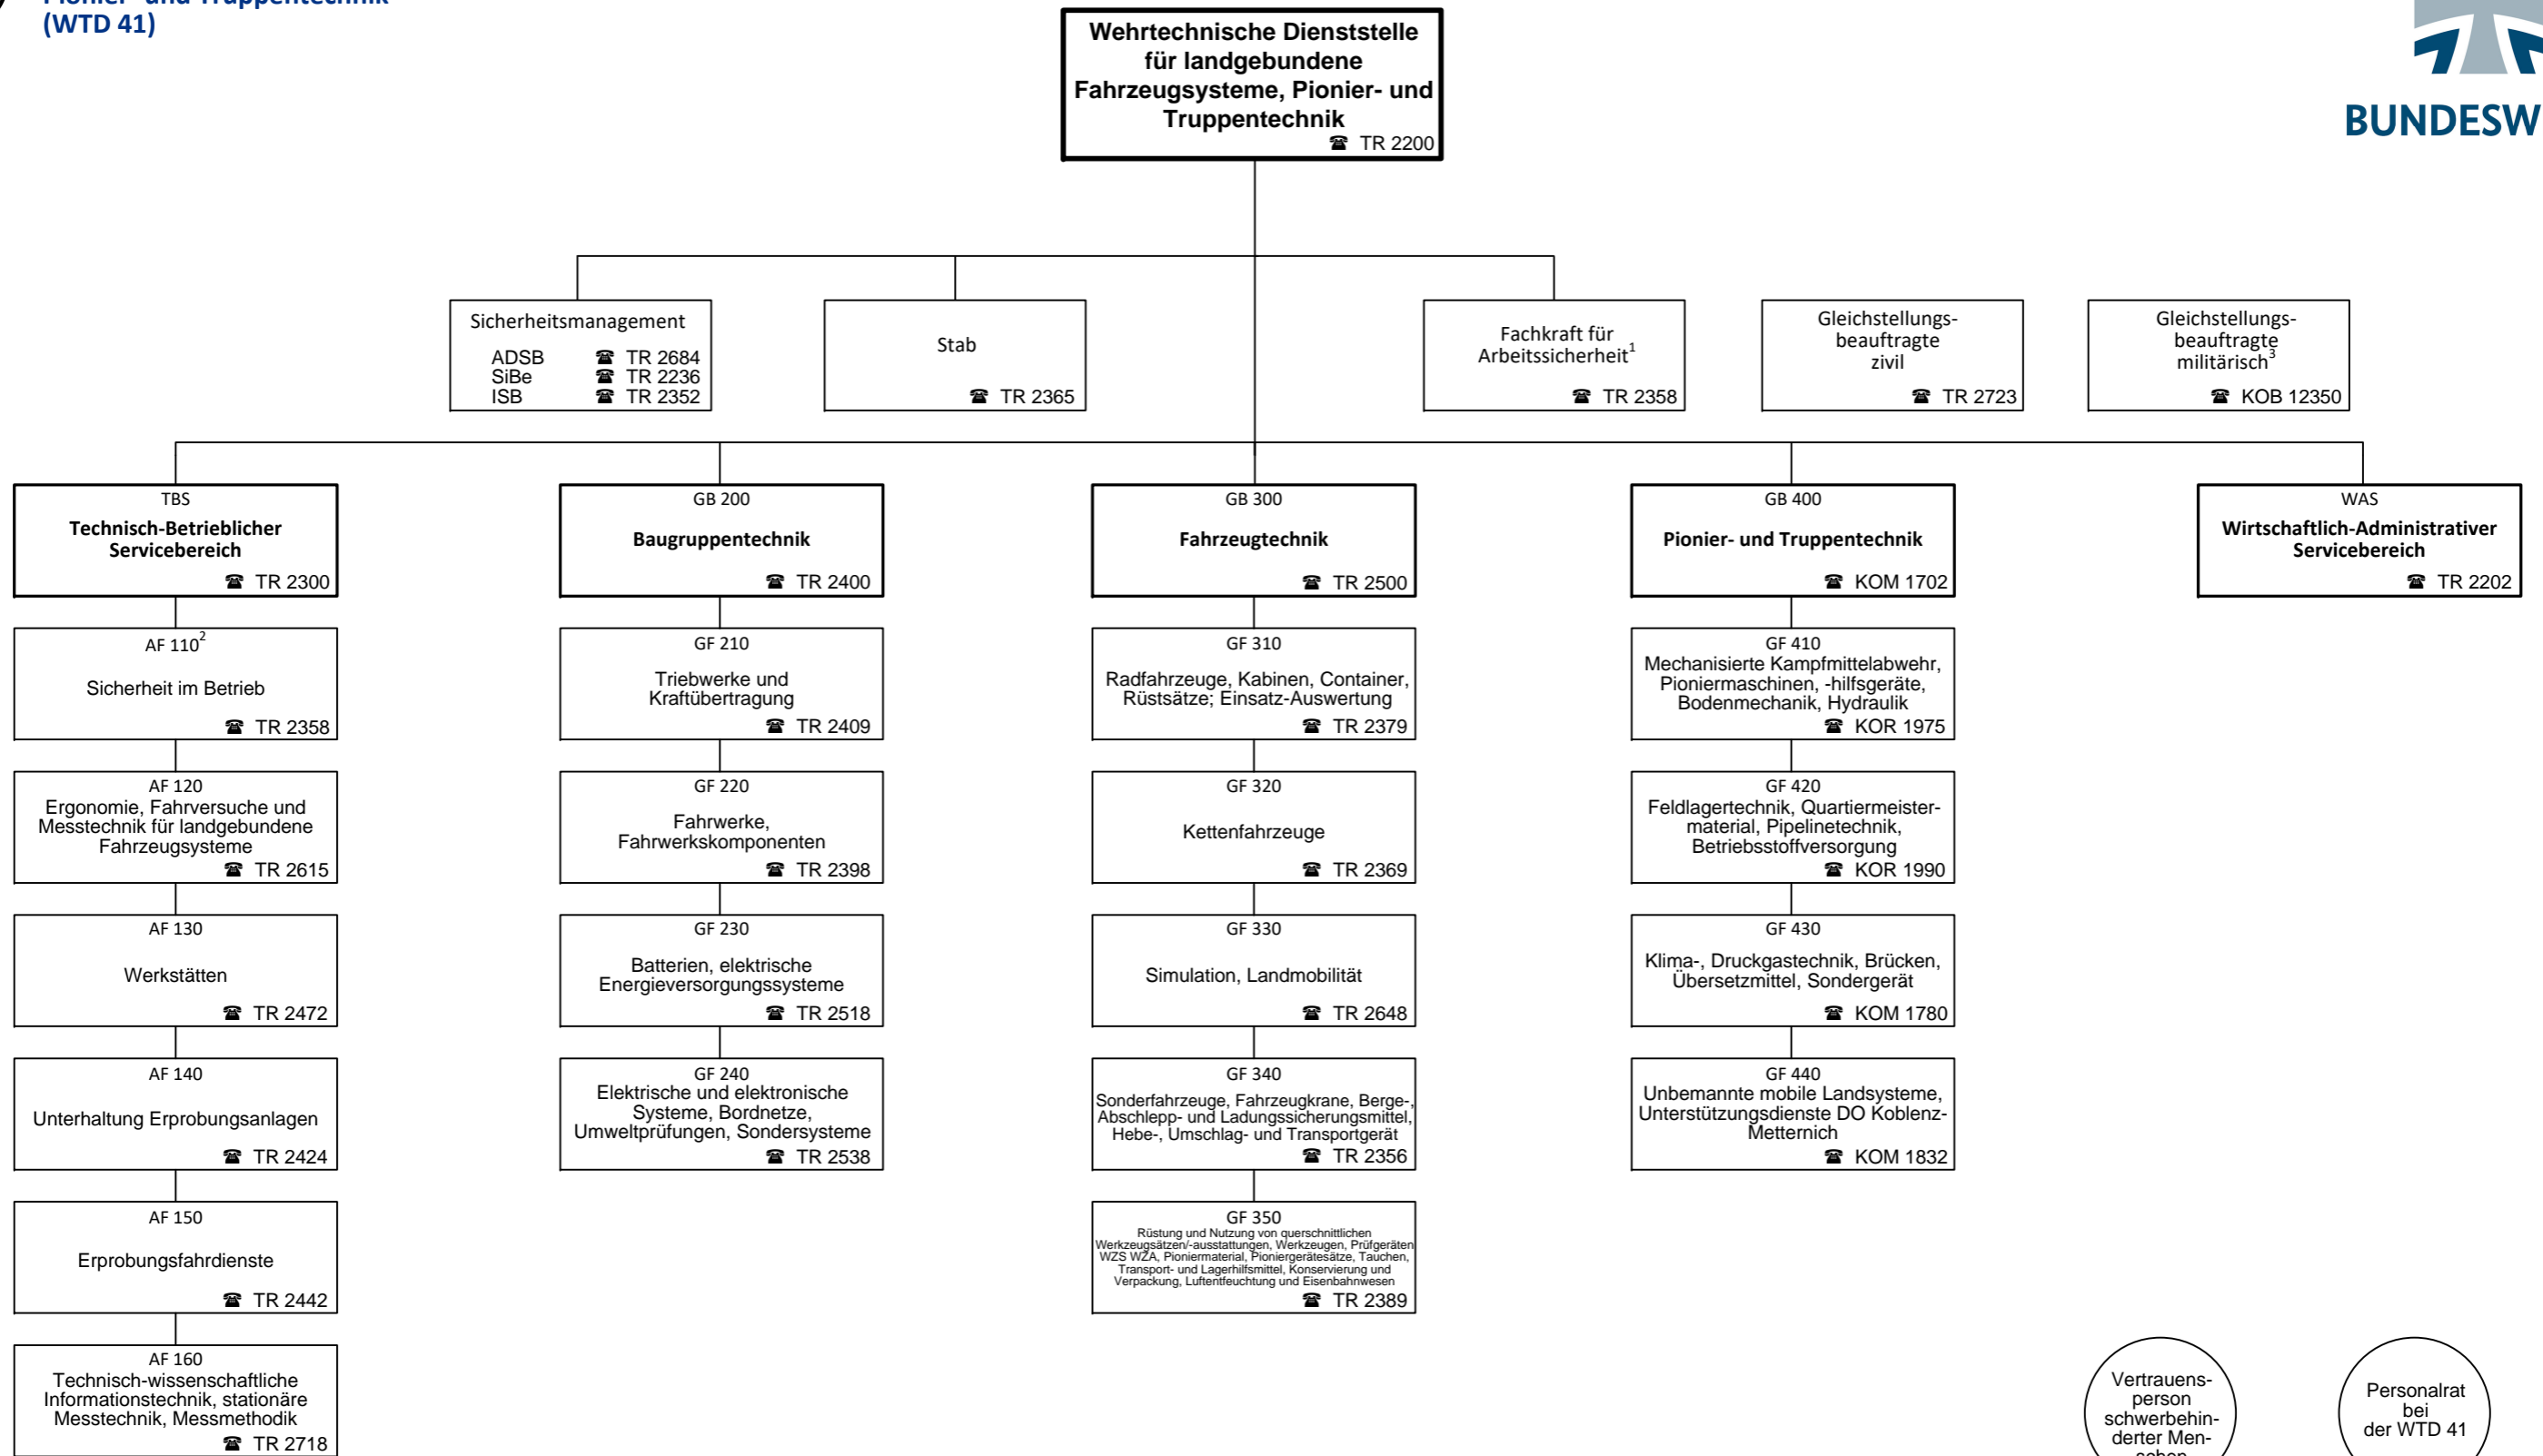 Pionier- und Truppentechnik
(WTD 41)
Wehrtechnische Dienststelle
für landgebundene
Fahrzeugsysteme, Pionier- und
Truppentechnik
☎ TR 2200
BUNDESW
Sicherheitsmanagement
ADSB ☎ TR 2684
SiBe ☎ TR 2236
ISB ☎ TR 2352
Stab
☎ TR 2365
Fachkraft für
Arbeitssicherheit¹
☎ TR 2358
Gleichstellungs-
beauftragte
zivil
☎ TR 2723
Gleichstellungs-
beauftragte
militärisch³
☎ KOB 12350
TBS
Technisch-Betrieblicher
Servicebereich
☎ TR 2300
AF 110²
Sicherheit im Betrieb
☎ TR 2358
AF 120
Ergonomie, Fahrversuche und
Messtechnik für landgebundene
Fahrzeugsysteme
☎ TR 2615
AF 130
Werkstätten
☎ TR 2472
AF 140
Unterhaltung Erprobungsanlagen
☎ TR 2424
AF 150
Erprobungsfahrdienste
☎ TR 2442
AF 160
Technisch-wissenschaftliche
Informationstechnik, stationäre
Messtechnik, Messmethodik
☎ TR 2718
GB 200
Baugruppentechnik
☎ TR 2400
GF 210
Triebwerke und
Kraftübertragung
☎ TR 2409
GF 220
Fahrwerke,
Fahrwerkskomponenten
☎ TR 2398
GF 230
Batterien, elektrische
Energieversorgungssysteme
☎ TR 2518
GF 240
Elektrische und elektronische
Systeme, Bordnetze,
Umweltprüfungen, Sondersysteme
☎ TR 2538
GB 300
Fahrzeugtechnik
☎ TR 2500
GF 310
Radfahrzeuge, Kabinen, Container,
Rüstsätze; Einsatz-Auswertung
☎ TR 2379
GF 320
Kettenfahrzeuge
☎ TR 2369
GF 330
Simulation, Landmobilität
☎ TR 2648
GF 340
Sonderfahrzeuge, Fahrzeugkrane, Berge-,
Abschlepp- und Ladungssicherungsmittel,
Hebe-, Umschlag- und Transportgerät
☎ TR 2356
GF 350
Rüstung und Nutzung von querschnittlichen
Werkzeugsätzen/-ausstattungen, Werkzeugen, Prüfgeräten
WZS WZA, Pioniermaterial, Pioniergerätesätze, Tauchen,
Transport- und Lagerhilfsmittel, Konservierung und
Verpackung, Luftentfeuchtung und Eisenbahnwesen
☎ TR 2389
GB 400
Pionier- und Truppentechnik
☎ KOM 1702
GF 410
Mechanisierte Kampfmittelabwehr,
Pioniermaschinen, -hilfsgeräte,
Bodenmechanik, Hydraulik
☎ KOR 1975
GF 420
Feldlagertechnik, Quartiermeister-
material, Pipelinetechnik,
Betriebsstoffversorgung
☎ KOR 1990
GF 430
Klima-, Druckgastechnik, Brücken,
Übersetzmittel, Sondergerät
☎ KOM 1780
GF 440
Unbemannte mobile Landsysteme,
Unterstützungsdienste DO Koblenz-
Metternich
☎ KOM 1832
WAS
Wirtschaftlich-Administrativer
Servicebereich
☎ TR 2202
Vertrauens-
person
schwerbehin-
derter Men-
schen
Personalrat
bei
der WTD 41